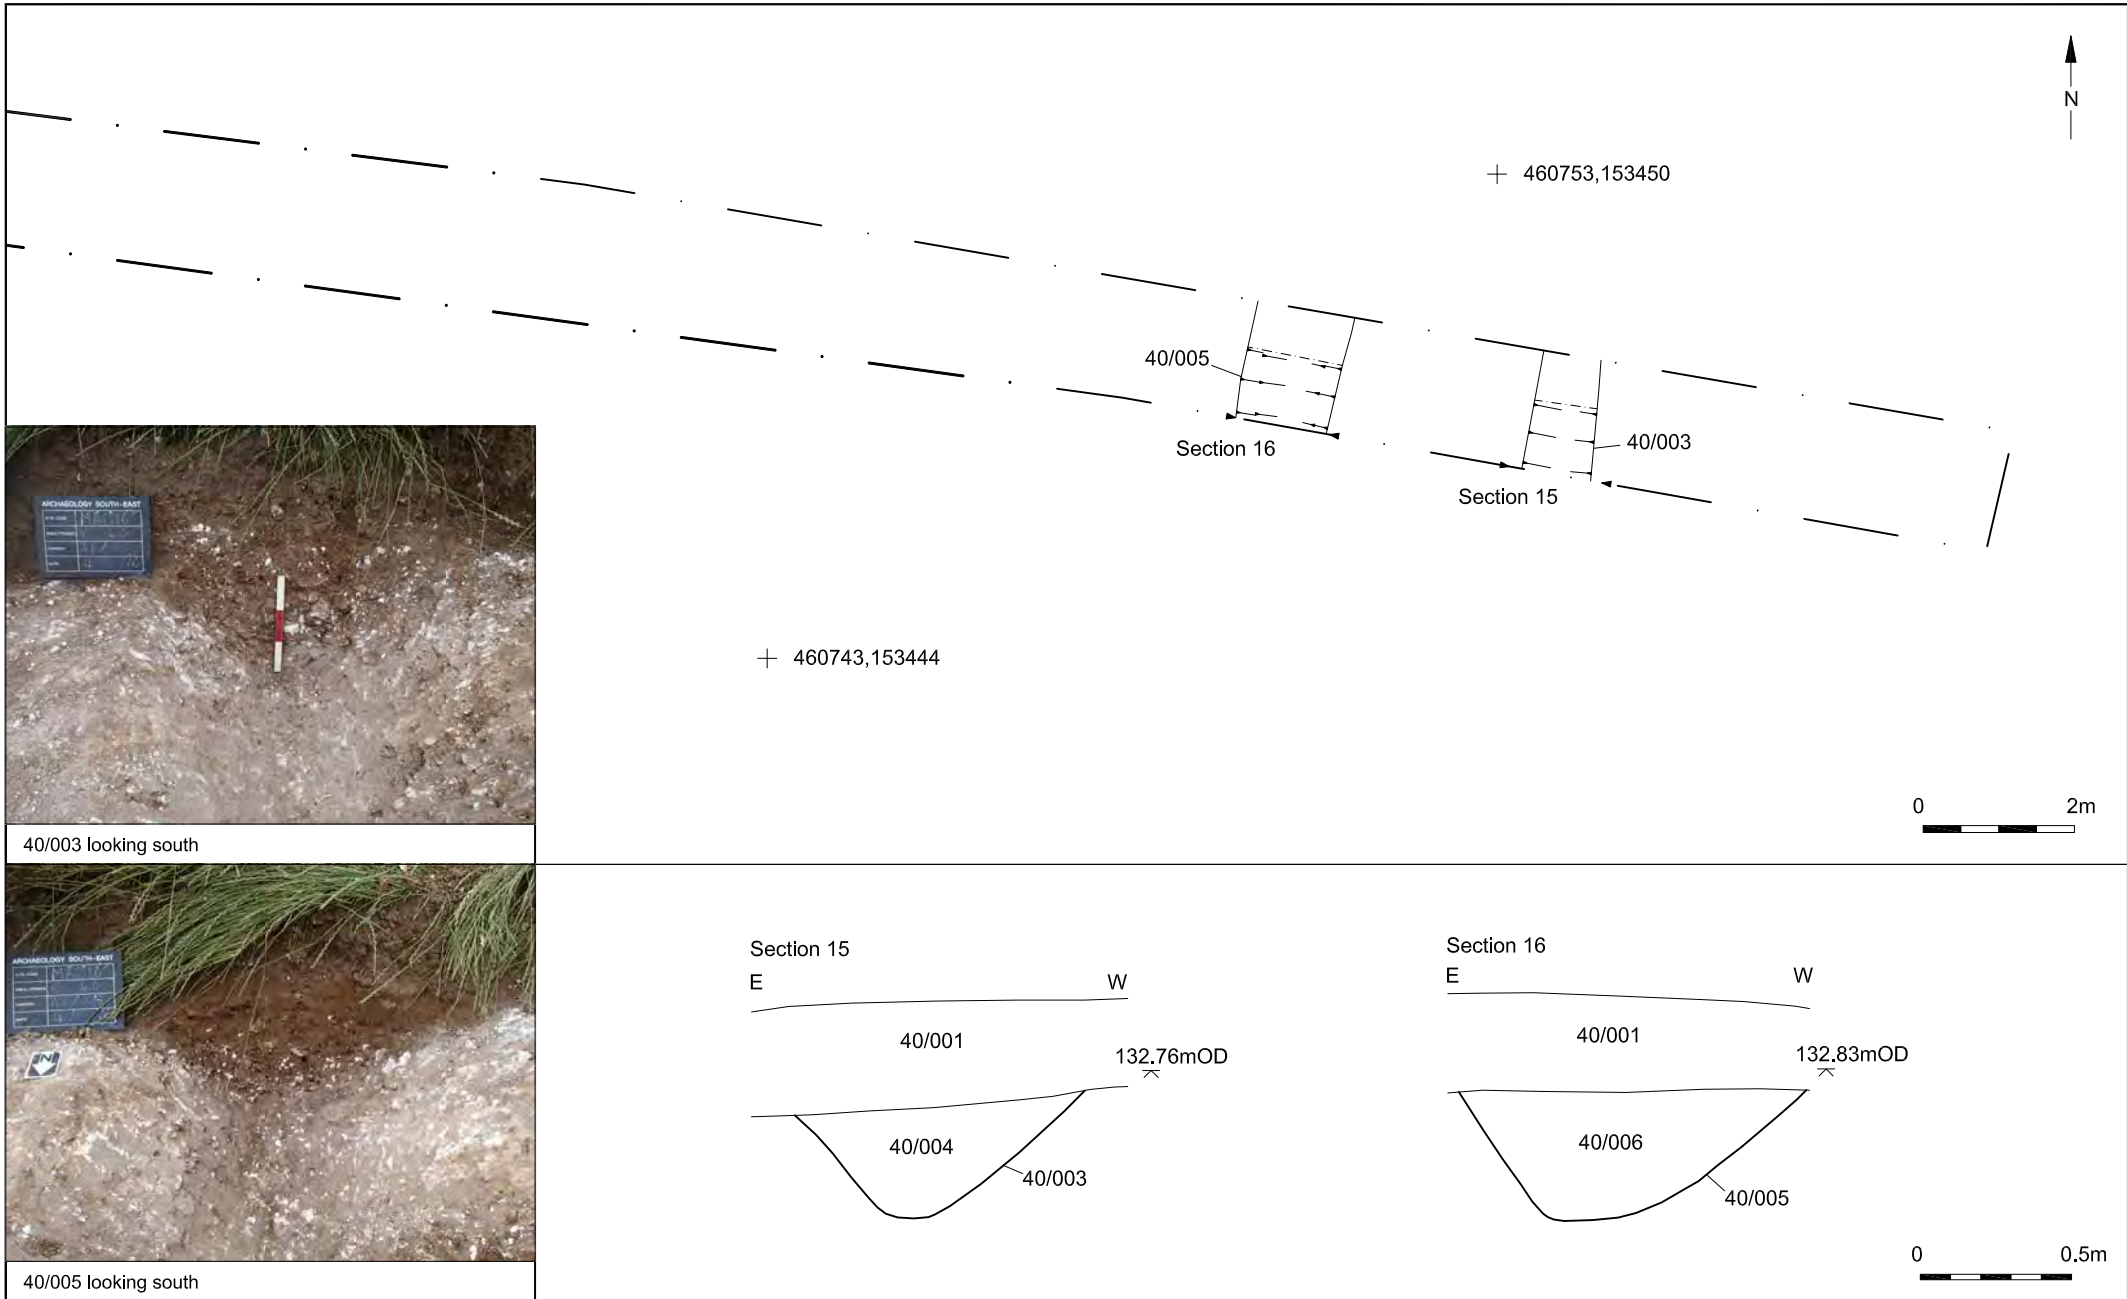 N
460753,153450
40/005
Section 16
40/003
Section 15
460743,153444
0 2m
ARCHAEOLOGY SOUTH-EAST
40/003 looking south
ARCHAEOLOGY SOUTH-EAST
N
40/005 looking south
Section 15
E W
40/001
132.76mOD
40/004
40/003
Section 16
E W
40/001
132.83mOD
40/006
40/005
0 0.5m